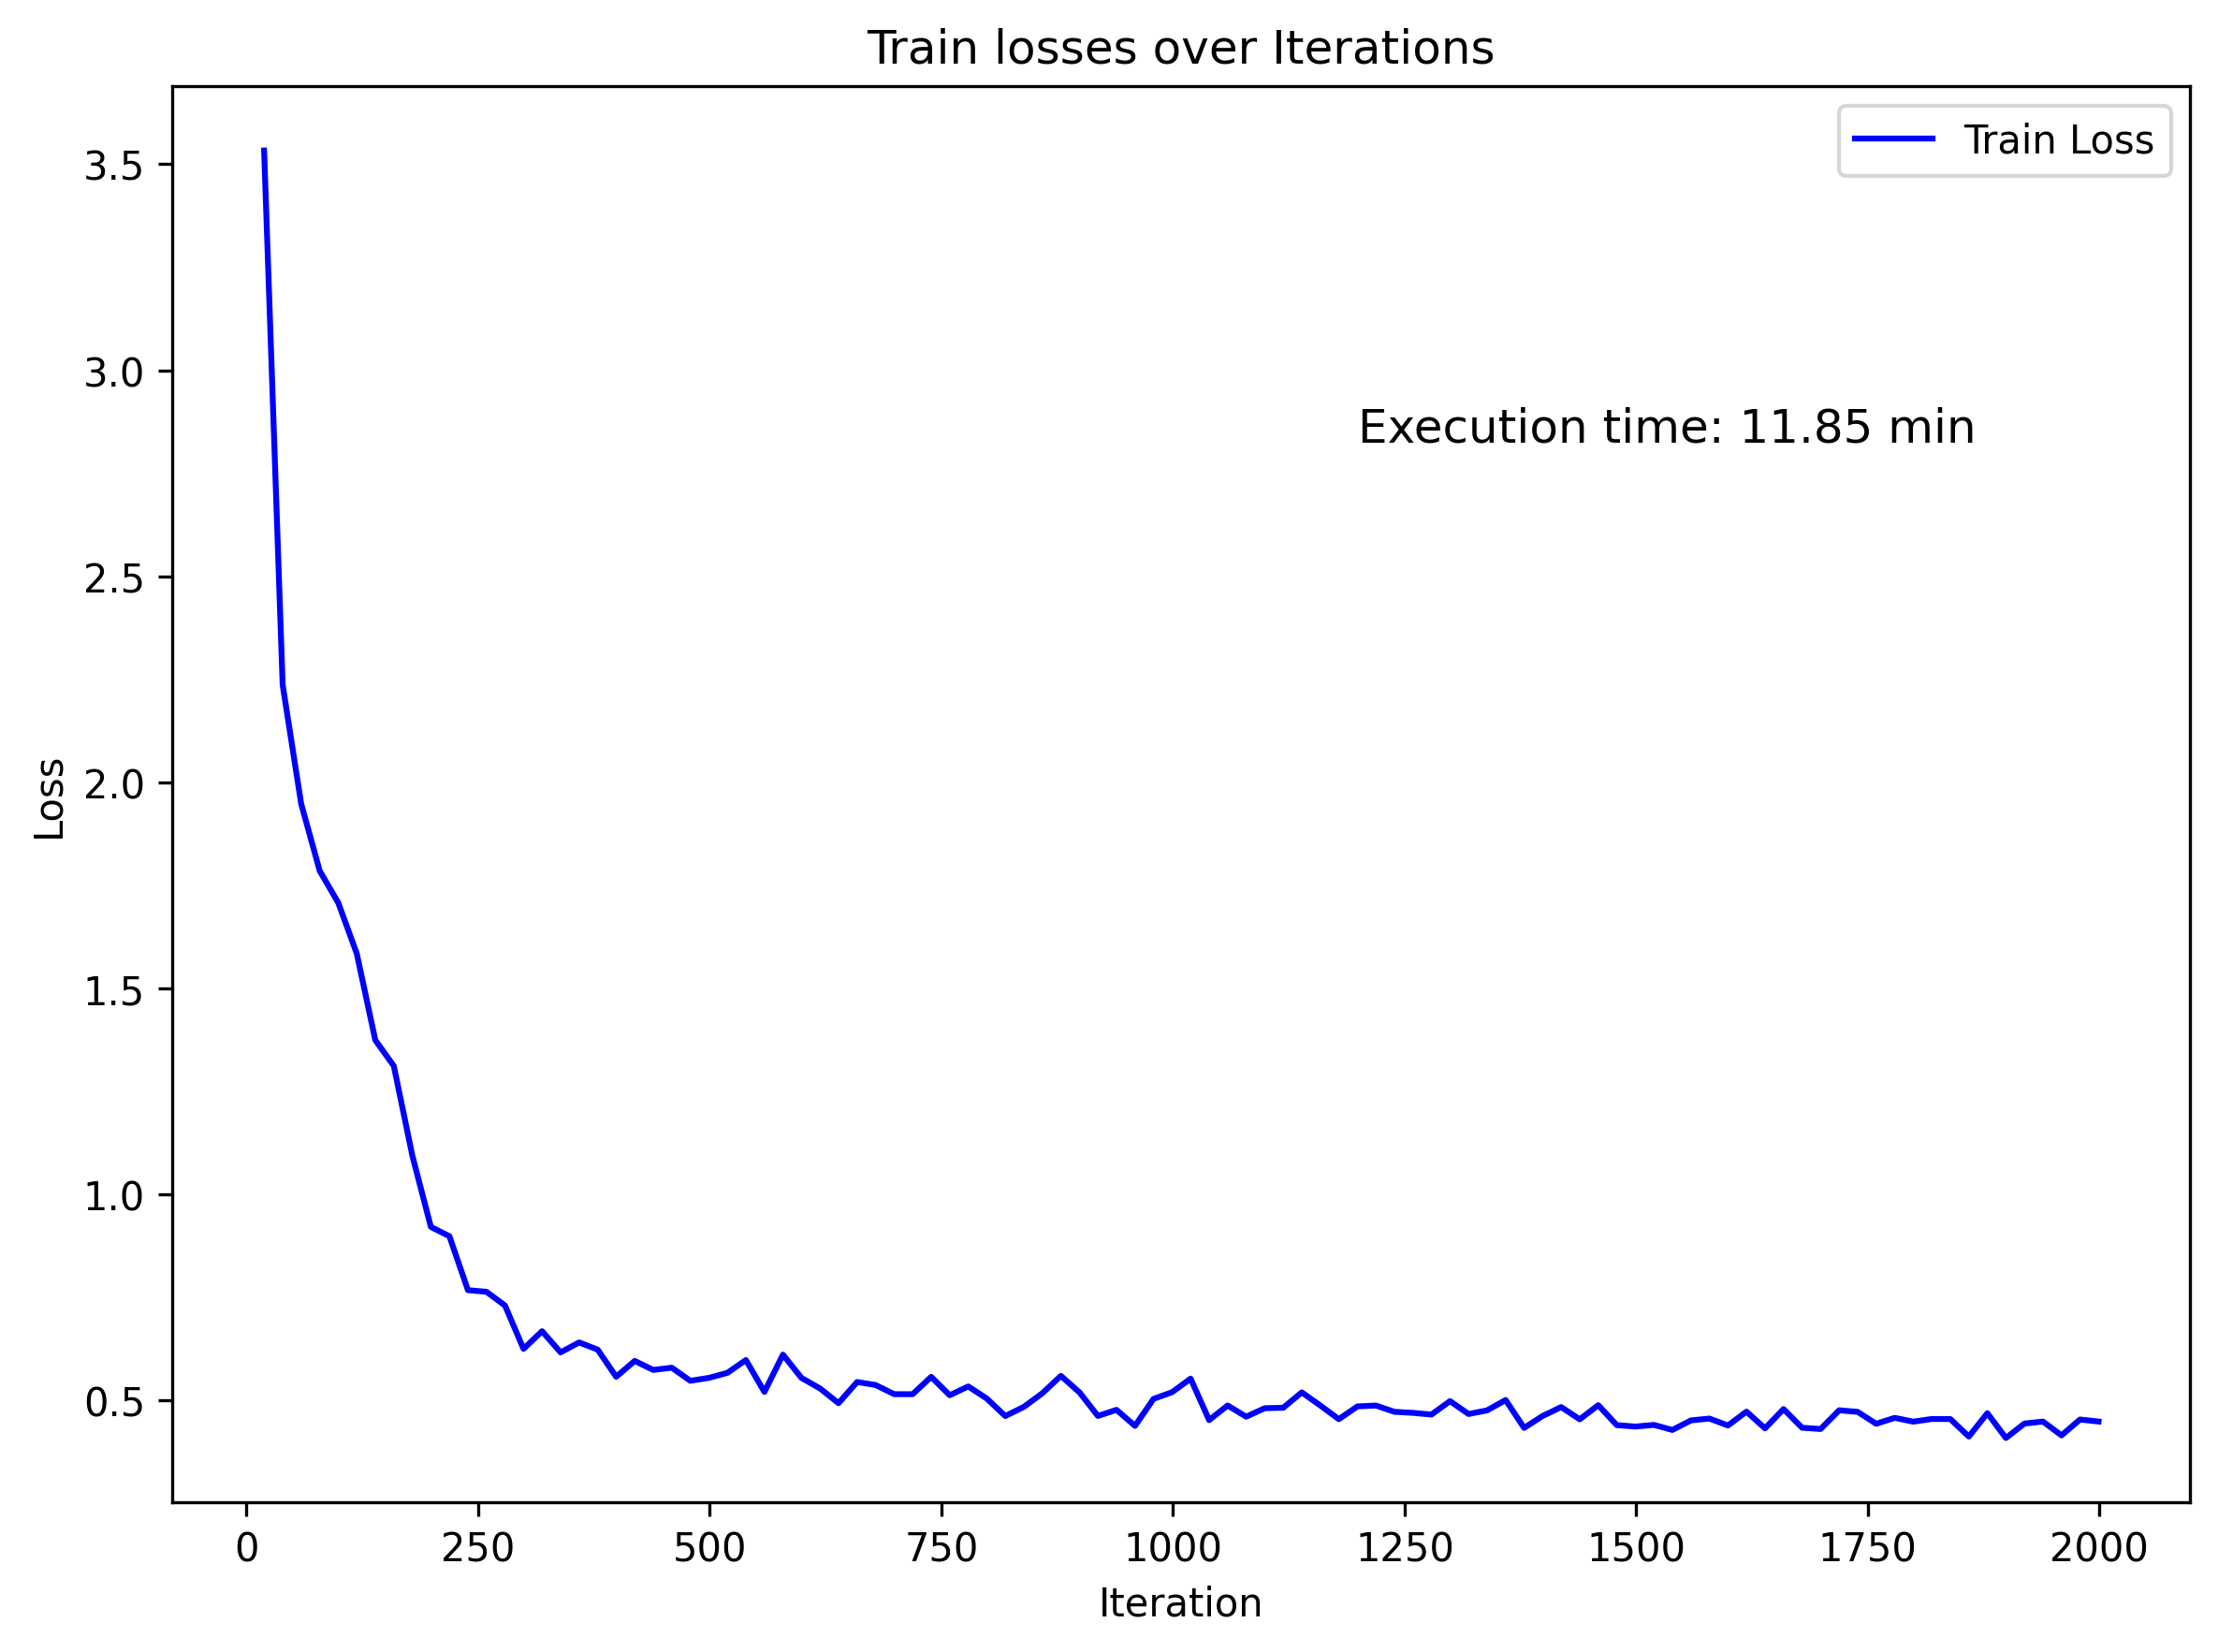 Train losses over Iterations
Train Loss
Execution time: 11.85 min
3.5
3.0
2.5
2.0
1.5
1.0
0.5
Loss
0 250 500 750 1000 1250 1500 1750 2000
Iteration